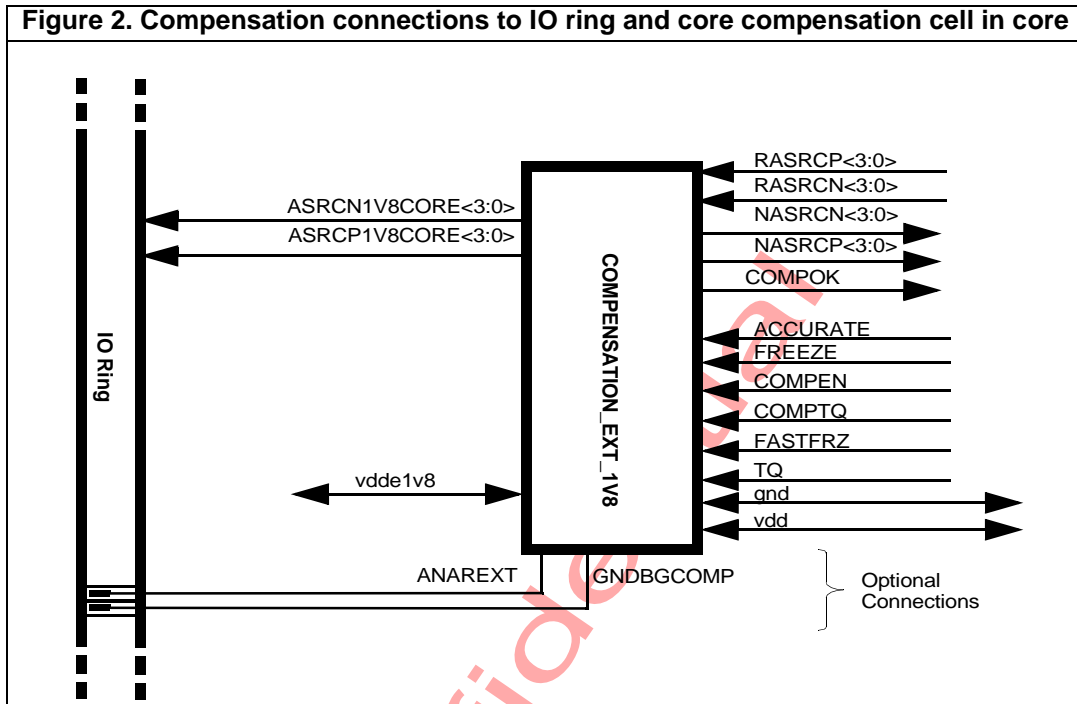 Figure 2. Compensation connections to IO ring and core compensation cell in core
RASRCP<3:0>
RASRCN<3:0>
ASRCN1V8CORE<3:0>
NASRCN<3:0>
ASRCP1V8CORE<3:0>
NASRCP<3:0>
COMPOK
COMPENSATION_EXT_1V8
IO Ring
ACCURATE
FREEZE
COMPEN
COMPTQ
FASTFRZ
TQ
vdde1v8
gnd
vdd
ANAREXT
GNDBGCOMP
Optional
Connections